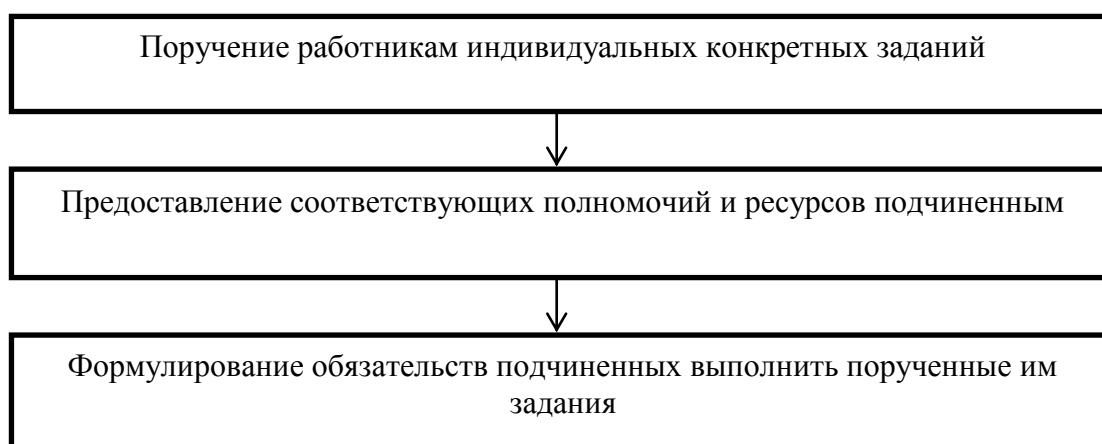 Поручение работникам индивидуальных конкретных заданий
Предоставление соответствующих полномочий и ресурсов подчиненным
Формулирование обязательств подчиненных выполнить порученные им
задания